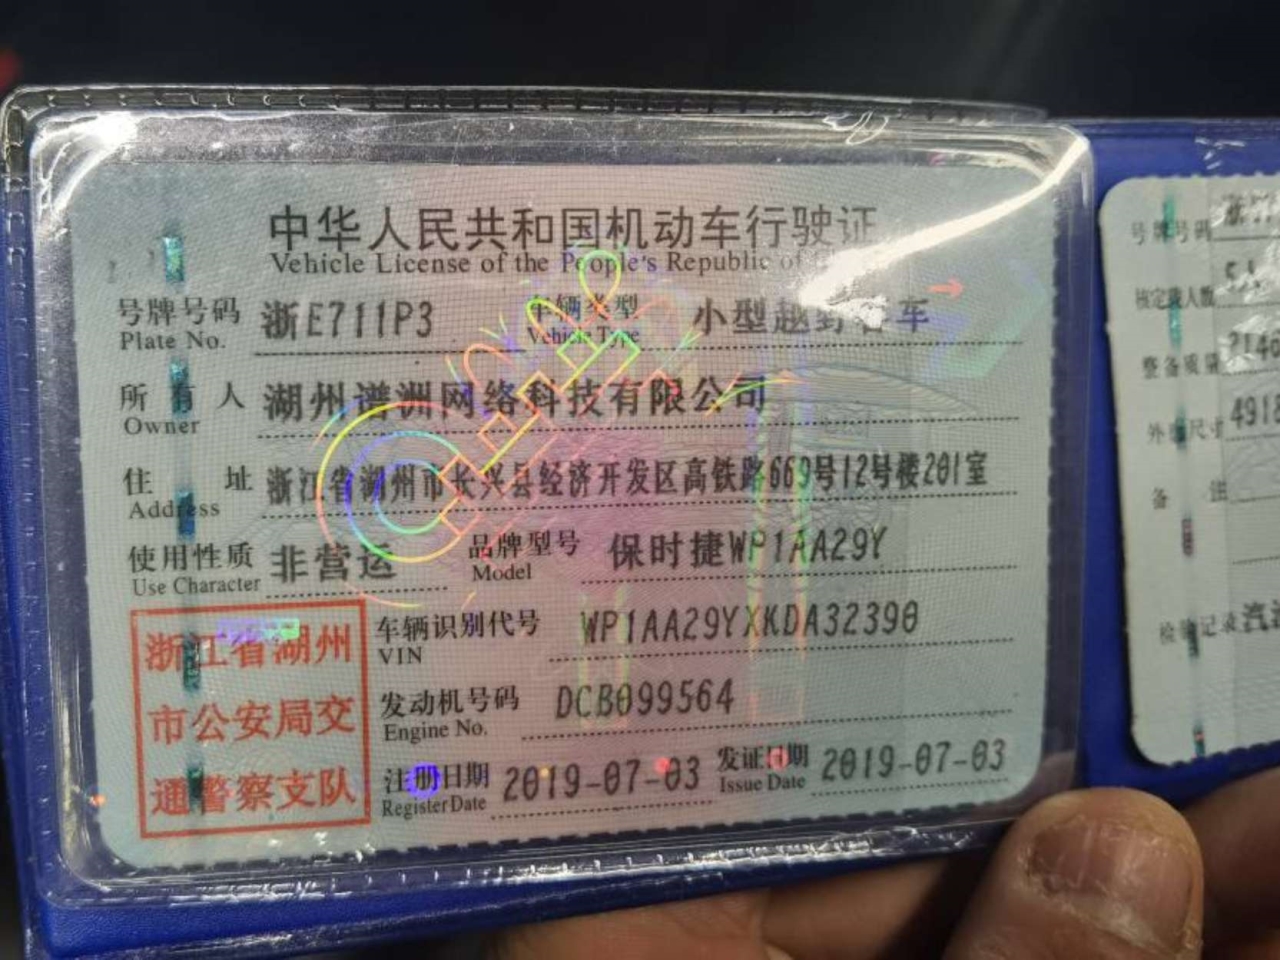 中华人民共和国机动车行驶证
Vehicle License of the People's Republic of
号牌号码 浙E711P3 车辆类型 小型越野客车
Plate No. Vehicle Type
所有人 湖州谱洲网络科技有限公司
Owner
住址 浙江省湖州市长兴县经济开发区高铁路669号12号楼201室
Address
使用性质 非营运 品牌型号 保时捷WP1AA29Y
Use Character Model
浙江省湖州
市公安局交
通警察支队
车辆识别代号 WP1AA29YXKDA32390
VIN
发动机号码 DCB099564
Engine No.
注册日期 2019-07-03 发证日期 2019-07-03
Register Date Issue Date
号牌号码
核定载人数
整备质量
外廓尺寸 4918
备注
检验记录